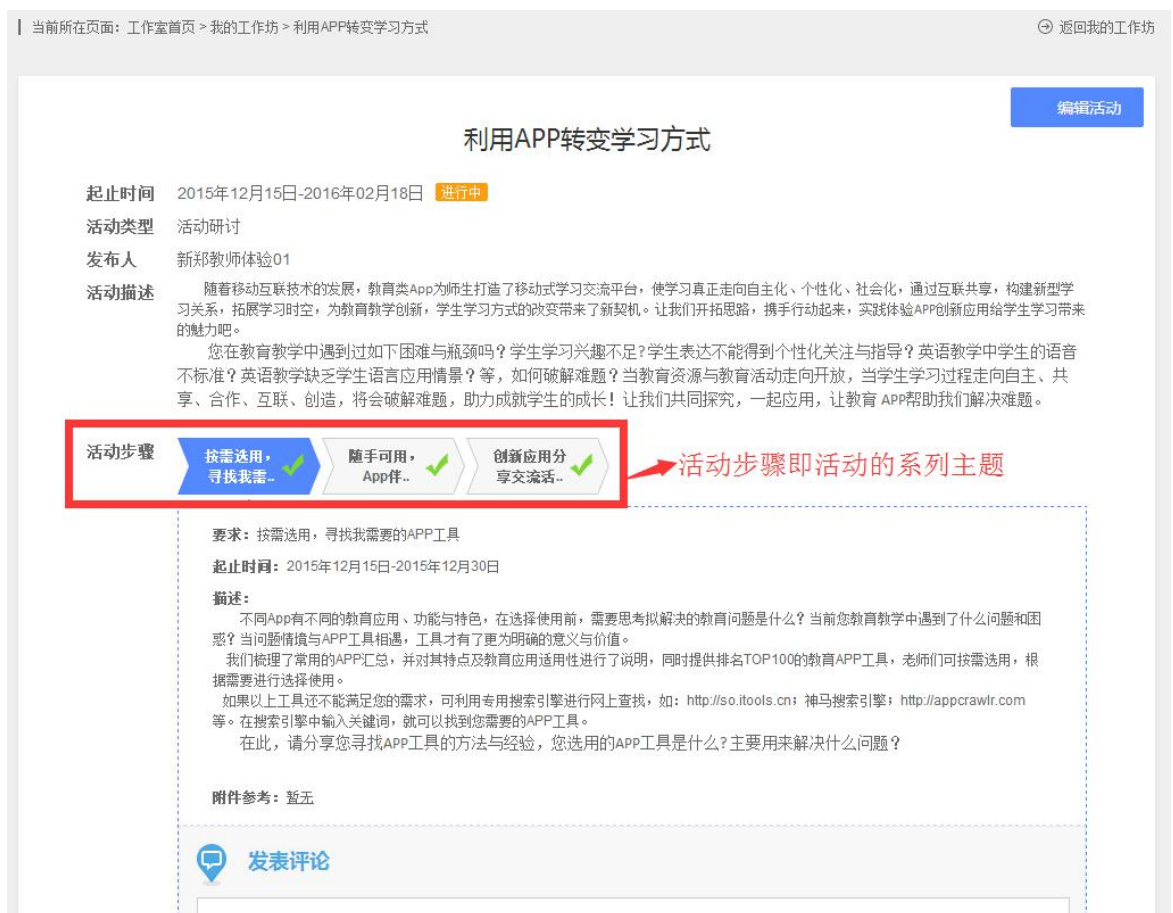 当前所在页面：工作室首页 > 我的工作坊 > 利用APP转变学习方式
返回我的工作坊
编辑活动
利用APP转变学习方式
起止时间 2015年12月15日-2016年02月18日 进行中
活动类型 活动研讨
发布人 新郑教师体验01
活动描述 随着移动互联技术的发展，教育类App为师生打造了移动式学习交流平台，使学习真正走向自主化、个性化、社会化，通过互联共享，构建新型学
习关系，拓展学习时空，为教育教学创新，学生学习方式的改变带来了新契机。让我们开拓思路，携手行动起来，实践体验APP创新应用给学生学习带来
的魅力吧。
您在教育教学中遇到过如下困难与瓶颈吗？学生学习兴趣不足?学生表达不能得到个性化关注与指导？英语教学中学生的语音
不标准？英语教学缺乏学生语言应用情景？等，如何破解难题？当教育资源与教育活动走向开放，当学生学习过程走向自主、共
享、合作、互联、创造，将会破解难题，助力成就学生的成长！让我们共同探究，一起应用，让教育 APP帮助我们解决难题。
活动步骤
按需选用，
寻找我需..
随手可用，
App伴..
创新应用分
享交流活..
活动步骤即活动的系列主题
要求：按需选用，寻找我需要的APP工具
起止时间：2015年12月15日-2015年12月30日
描述：
不同App有不同的教育应用、功能与特色，在选择使用前，需要思考拟解决的教育问题是什么？当前您教育教学中遇到了什么问题和困
惑？当问题情境与APP工具相遇，工具才有了更为明确的意义与价值。
我们梳理了常用的APP汇总，并对其特点及教育应用适用性进行了说明，同时提供排名TOP100的教育APP工具，老师们可按需选用，根
据需要进行选择使用。
如果以上工具还不能满足您的需求，可利用专用搜索引擎进行网上查找，如：http://so.itools.cn；神马搜索引擎；http://appcrawlr.com
等。在搜索引擎中输入关键词，就可以找到您需要的APP工具。
在此，请分享您寻找APP工具的方法与经验，您选用的APP工具是什么?主要用来解决什么问题？
附件参考：暂无
发表评论